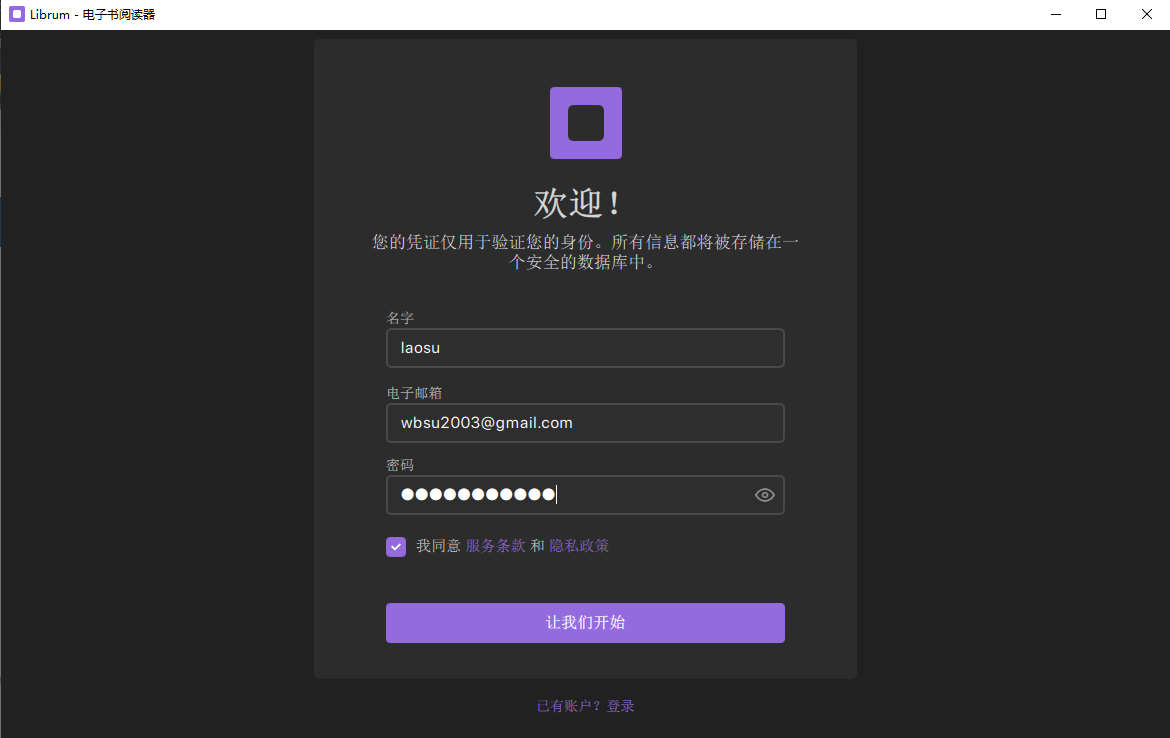 Librum - 电子书阅读器
欢迎！
您的凭证仅用于验证您的身份。所有信息都将被存储在一
个安全的数据库中。
名字
laosu
电子邮箱
wbsu2003@gmail.com
密码
●●●●●●●●●●●
我同意 服务条款 和 隐私政策
让我们开始
已有账户？登录